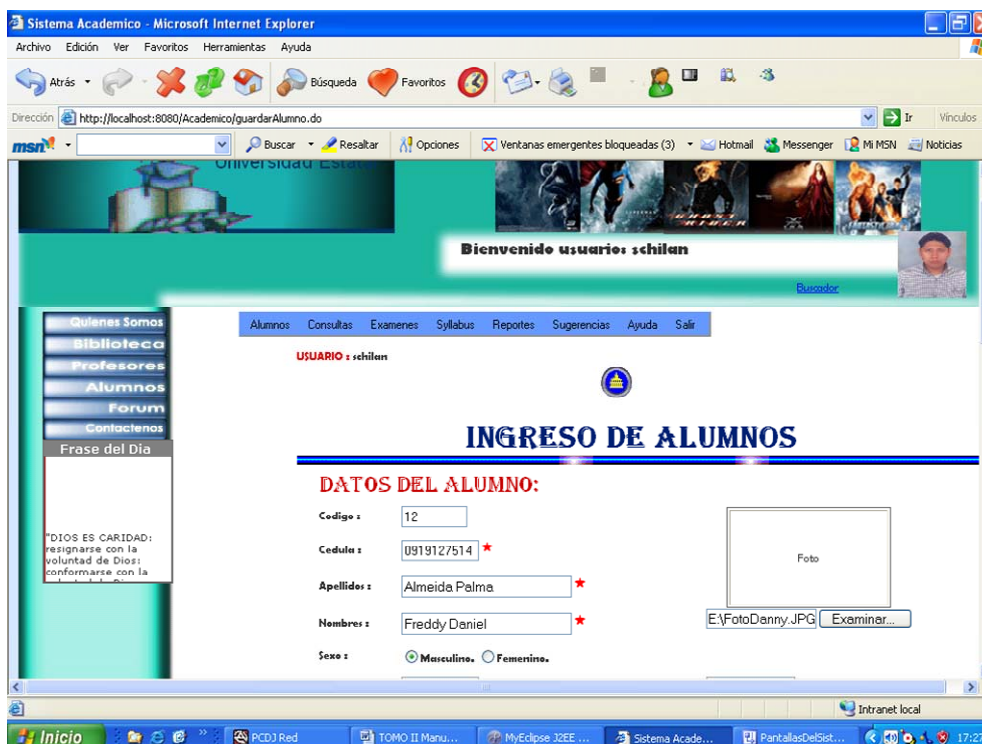 Sistema Academico - Microsoft Internet Explorer
Archivo Edición Ver Favoritos Herramientas Ayuda
Atrás Búsqueda Favoritos
Dirección http://localhost:8080/Academico/guardarAlumno.do Ir Vínculos
msn Buscar Resaltar Opciones Ventanas emergentes bloqueadas (3) Hotmail Messenger Mi MSN Noticias
Universidad
Bienvenido usuario: schilan
Buscador
Quienes Somos
Biblioteca
Profesores
Alumnos
Forum
Contactenos
Frase del Dia
"DIOS ES CARIDAD:
resignarse con la
voluntad de Dios:
conformarse con la
Alumnos Consultas Examenes Syllabus Reportes Sugerencias Ayuda Salir
USUARIO : schilan
INGRESO DE ALUMNOS
DATOS DEL ALUMNO:
Codigo : 12
Cedula : 0919127514 ★
Apellidos : Almeida Palma ★
Nombres : Freddy Daniel ★
Foto
E:\FotoDanny.JPG Examinar...
Sexo : Masculino. Femenino.
Intranet local
Inicio PCDJ Red TOMO II Manu... MyEclipse J2EE ... Sistema Acade... PantallasDelSist... 17:27